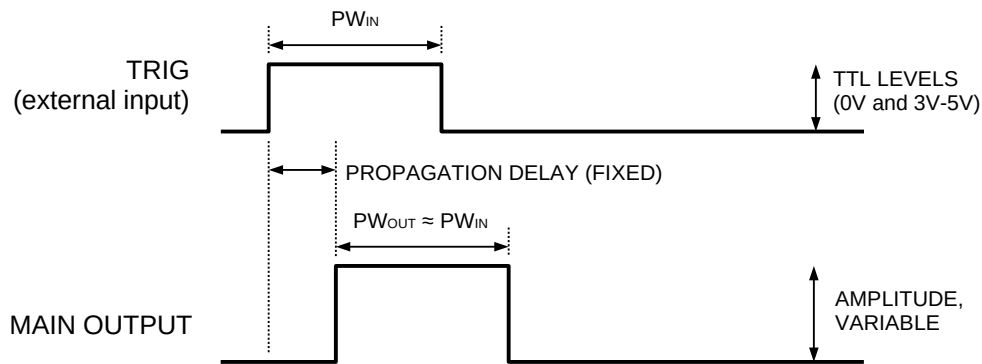 PWIN
TRIG
(external input)
TTL LEVELS
(0V and 3V-5V)
PROPAGATION DELAY (FIXED)
PWOUT ≈ PWIN
MAIN OUTPUT
AMPLITUDE,
VARIABLE